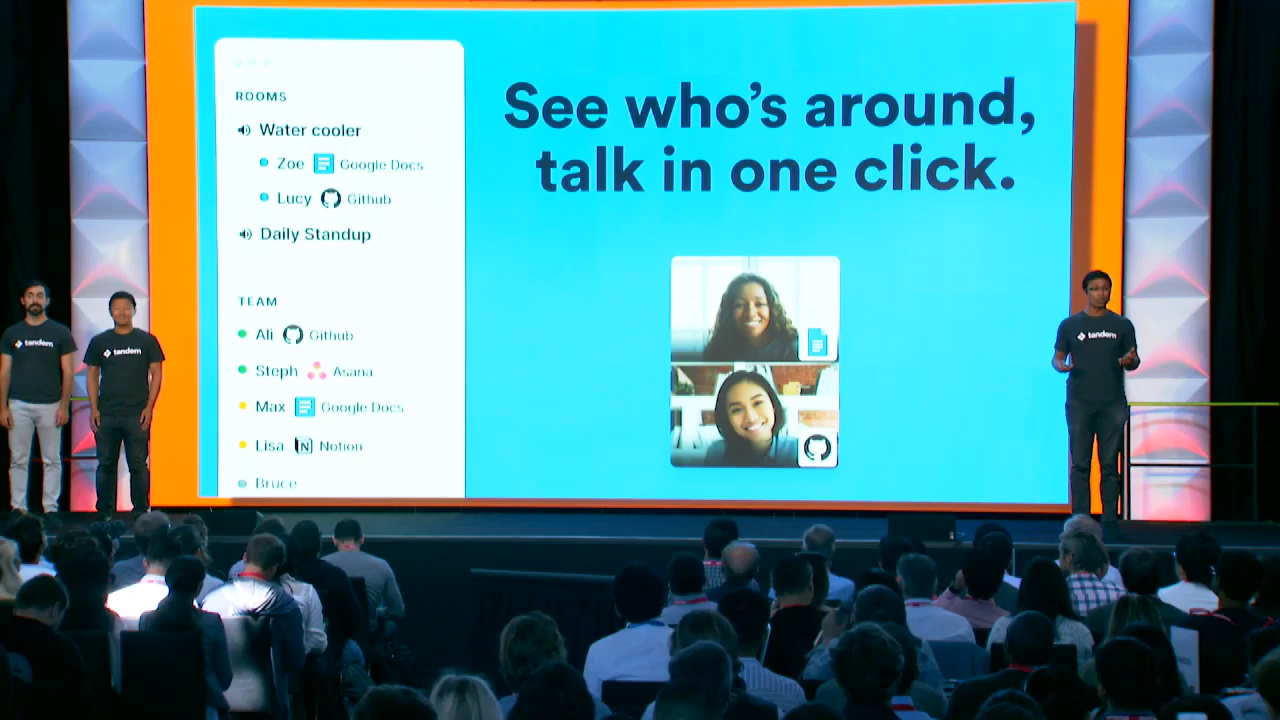 ROOMS
Water cooler
Zoe Google Docs
Lucy Github
Daily Standup
TEAM
Ali Github
Steph Asana
Max Google Docs
Lisa Notion
Bruce
See who's around,
talk in one click.
tandem
tandem
tandem